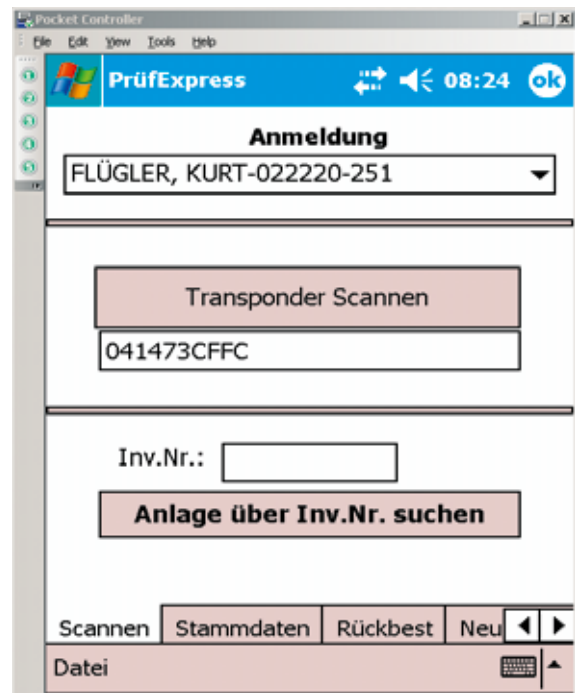 Pocket Controller
File Edit View Tools Help
PrüfExpress 08:24 ok
Anmeldung
FLÜGLER, KURT-022220-251
Transponder Scannen
041473CFFC
Inv.Nr.:
Anlage über Inv.Nr. suchen
Scannen Stammdaten Rückbest Neu
Datei